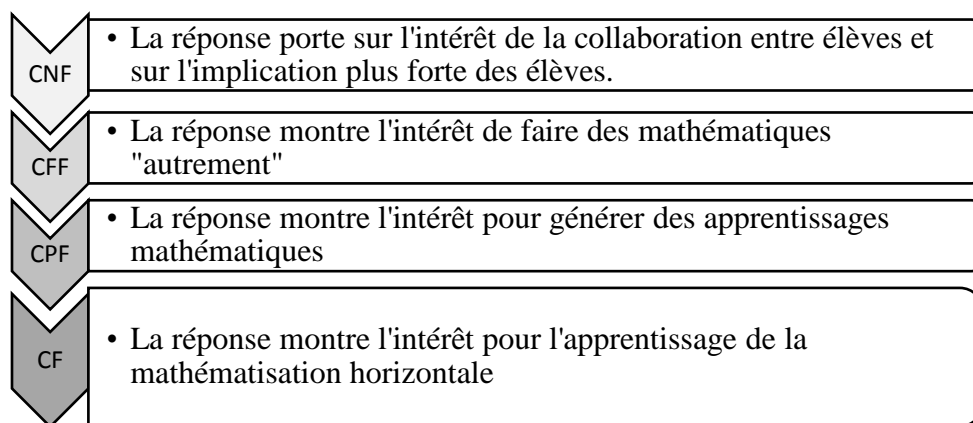 CNF
• La réponse porte sur l'intérêt de la collaboration entre élèves et
sur l'implication plus forte des élèves.
CFF
• La réponse montre l'intérêt de faire des mathématiques
"autrement"
CPF
• La réponse montre l'intérêt pour générer des apprentissages
mathématiques
CF
• La réponse montre l'intérêt pour l'apprentissage de la
mathématisation horizontale